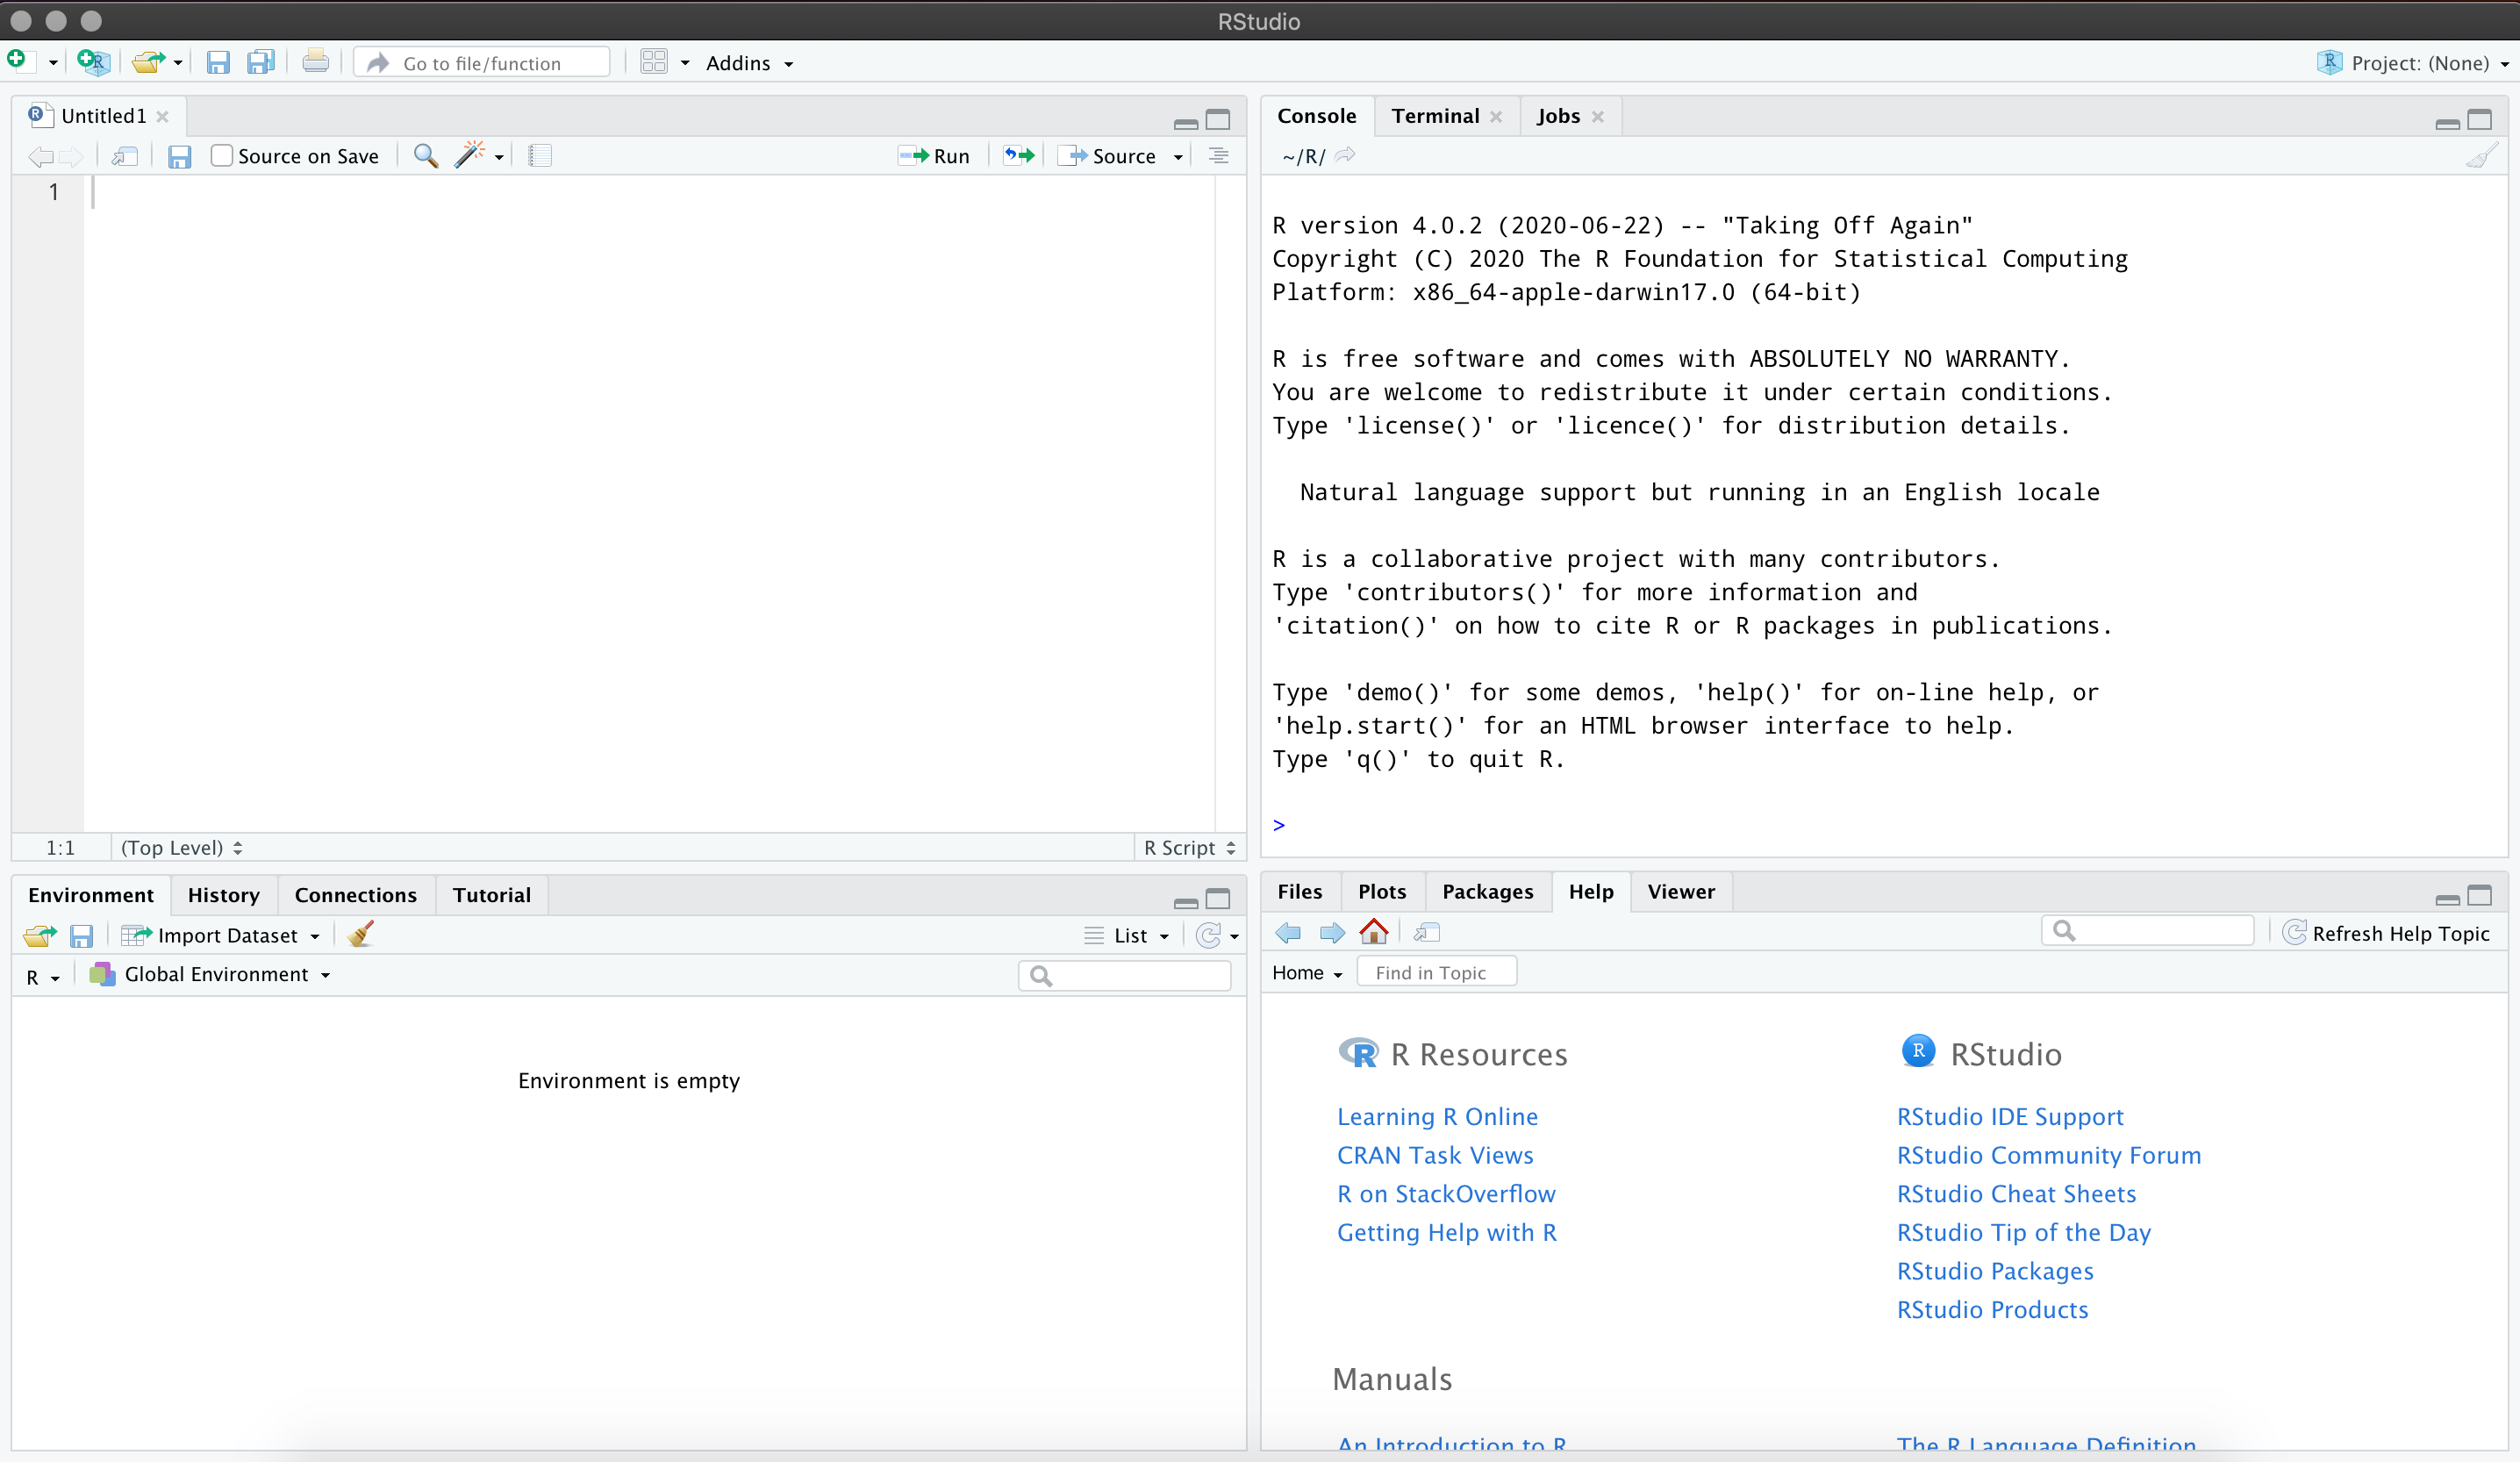 RStudio
Go to file/function
Addins
Project: (None)
Untitled1
Source on Save
Run
Source
1
1:1
(Top Level)
R Script
Console
Terminal
Jobs
~/R/
R version 4.0.2 (2020-06-22) -- "Taking Off Again"
Copyright (C) 2020 The R Foundation for Statistical Computing
Platform: x86_64-apple-darwin17.0 (64-bit)
R is free software and comes with ABSOLUTELY NO WARRANTY.
You are welcome to redistribute it under certain conditions.
Type 'license()' or 'licence()' for distribution details.
Natural language support but running in an English locale
R is a collaborative project with many contributors.
Type 'contributors()' for more information and
'citation()' on how to cite R or R packages in publications.
Type 'demo()' for some demos, 'help()' for on-line help, or
'help.start()' for an HTML browser interface to help.
Type 'q()' to quit R.
>
Environment
History
Connections
Tutorial
Import Dataset
List
R
Global Environment
Environment is empty
Files
Plots
Packages
Help
Viewer
Refresh Help Topic
Home
Find in Topic
R Resources
Learning R Online
CRAN Task Views
R on StackOverflow
Getting Help with R
RStudio
RStudio IDE Support
RStudio Community Forum
RStudio Cheat Sheets
RStudio Tip of the Day
RStudio Packages
RStudio Products
Manuals
An Introduction to R
The R Language Definition